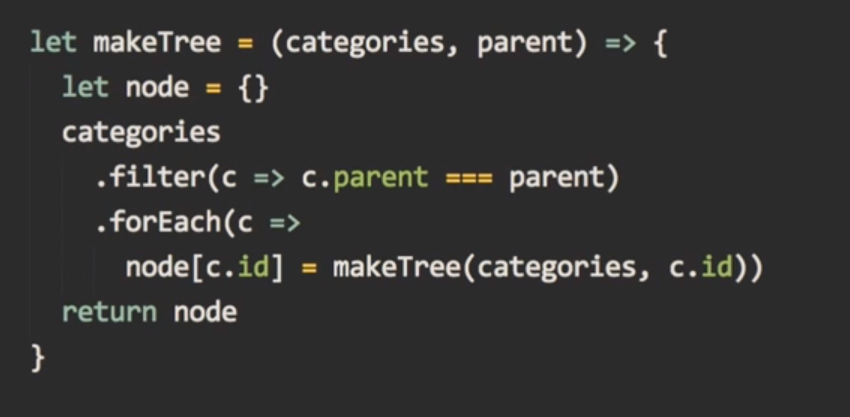 let makeTree = (categories, parent) => {
  let node = {}
  categories
    .filter(c => c.parent === parent)
    .forEach(c =>
      node[c.id] = makeTree(categories, c.id))
  return node
}